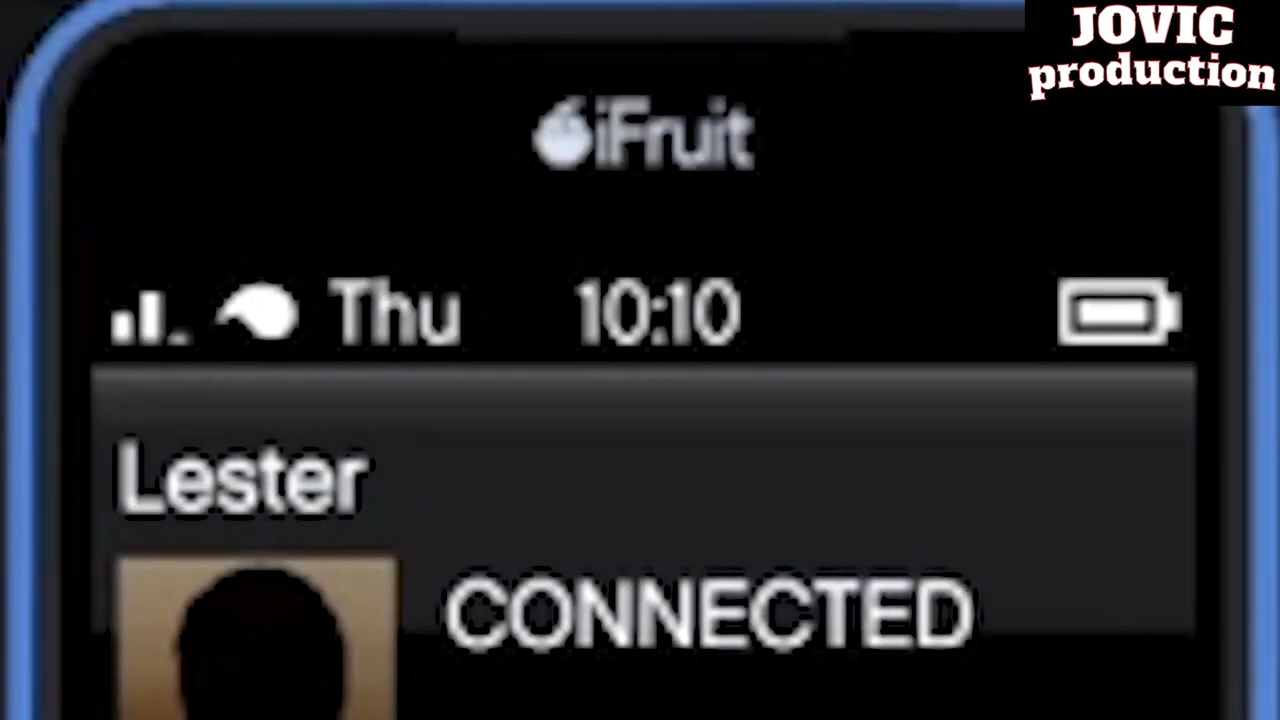 JOVIC
production
iFruit
Thu 10:10
Lester
CONNECTED